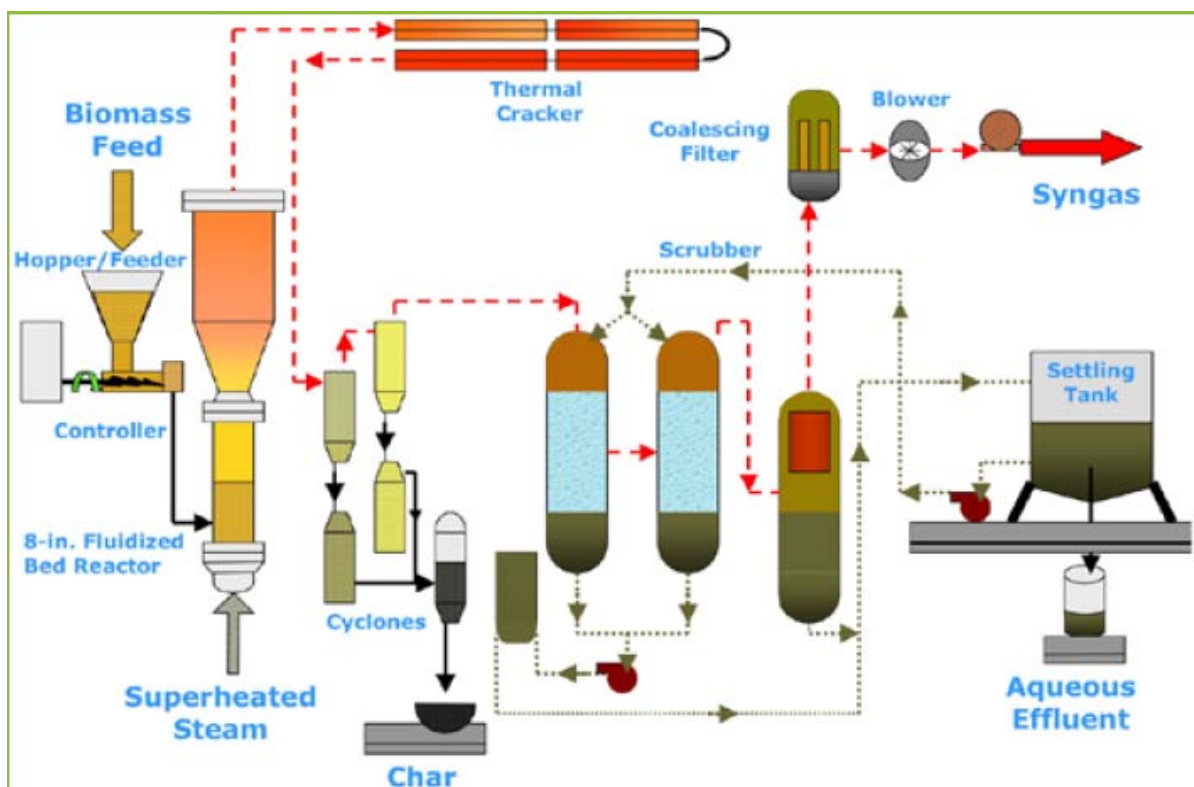 Thermal
Cracker
Biomass
Feed
Blower
Coalescing
Filter
Syngas
Hopper/Feeder
Scrubber
Settling
Tank
Controller
8-in. Fluidized
Bed Reactor
Cyclones
Superheated
Steam
Aqueous
Effluent
Char